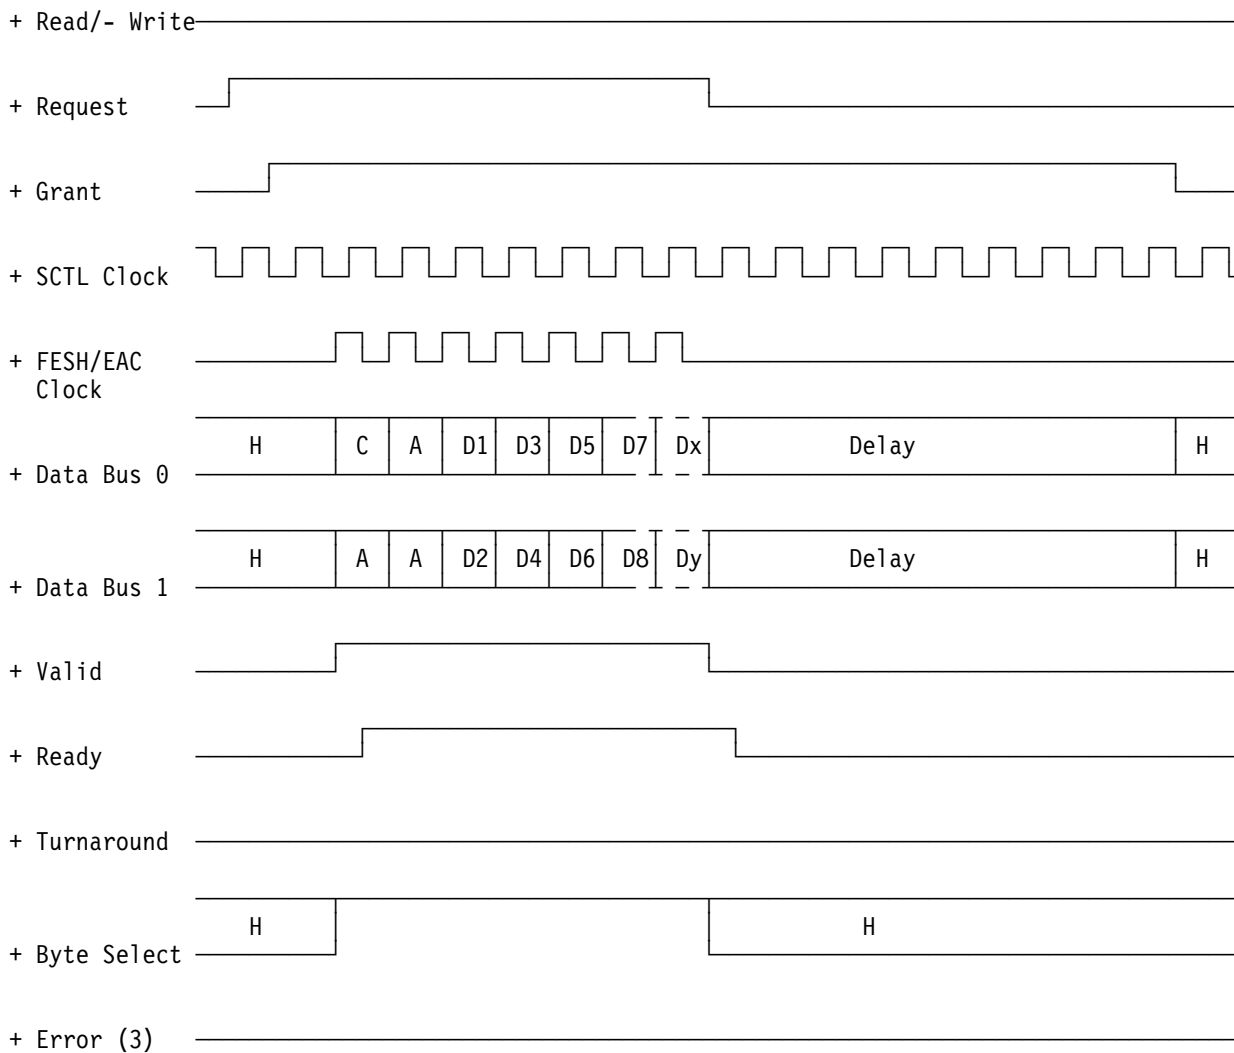 + Read/- Write
+ Request
+ Grant
+ SCTL Clock
+ FESH/EAC
Clock
H C A D1 D3 D5 D7 Dx Delay H
+ Data Bus 0
H A A D2 D4 D6 D8 Dy Delay H
+ Data Bus 1
+ Valid
+ Ready
+ Turnaround
H H
+ Byte Select
+ Error (3)